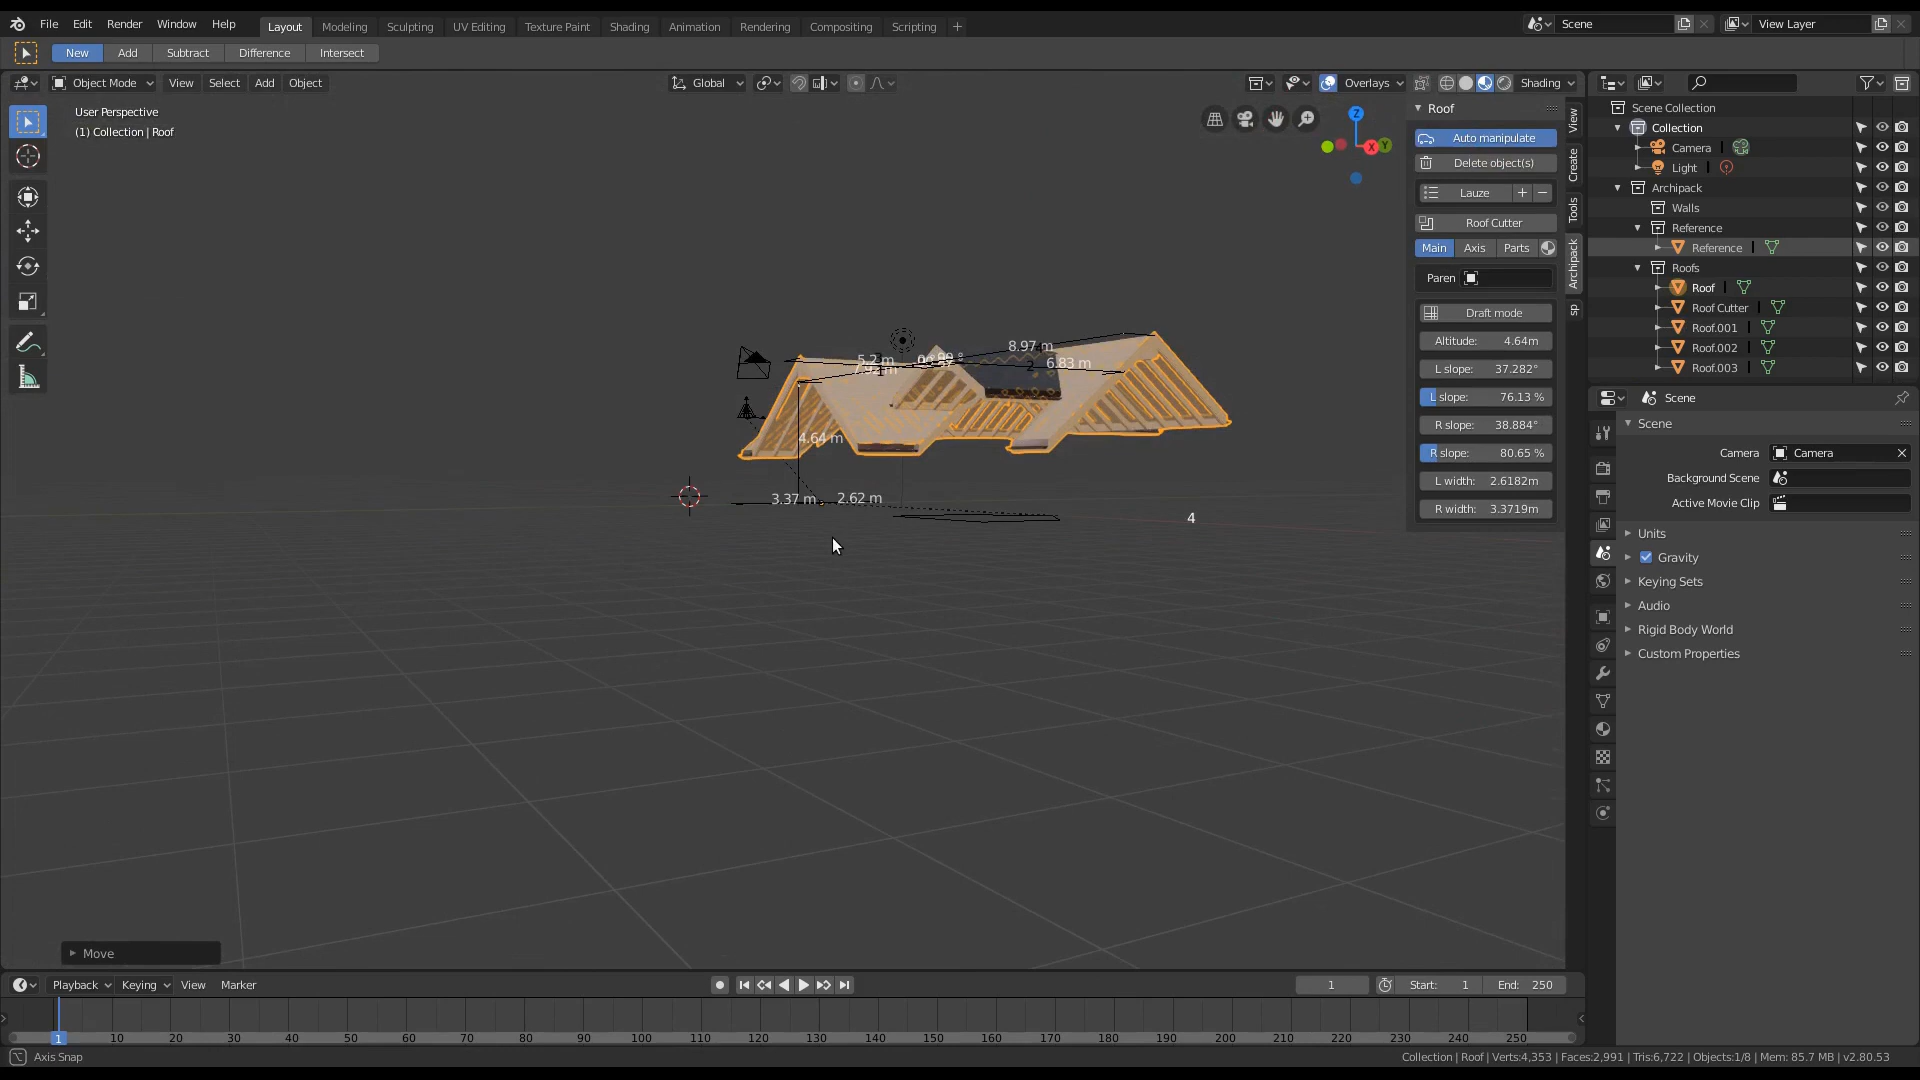 File Edit Render Window Help Layout Modeling Sculpting UV Editing Texture Paint Shading Animation Rendering Compositing Scripting + Scene View Layer
New Add Subtract Difference Intersect
Object Mode View Select Add Object Global Overlays Shading
User Perspective
(1) Collection | Roof
Z
X
Y
5.2 m
8.97 m
2
6.83 m
4.64 m
3.37 m
2.62 m
4
Roof
Auto manipulate
Delete object(s)
Lauze + −
Roof Cutter
Main Axis Parts
Paren
Draft mode
Altitude: 4.64m
L slope: 37.282°
L slope: 76.13 %
R slope: 38.884°
R slope: 80.65 %
L width: 2.6182m
R width: 3.3719m
View
Create
Tools
Archipack
sp
Scene Collection
Collection
Camera
Light
Archipack
Walls
Reference
Reference
Roofs
Roof
Roof Cutter
Roof.001
Roof.002
Roof.003
Scene
Scene
Camera Camera
Background Scene
Active Movie Clip
Units
Gravity
Keying Sets
Audio
Rigid Body World
Custom Properties
Move
Playback Keying View Marker 1 Start: 1 End: 250
1 10 20 30 40 50 60 70 80 90 100 110 120 130 140 150 160 170 180 190 200 210 220 230 240 250
Axis Snap
Collection | Roof | Verts:4,353 | Faces:2,991 | Tris:6,722 | Objects:1/8 | Mem: 85.7 MB | v2.80.53